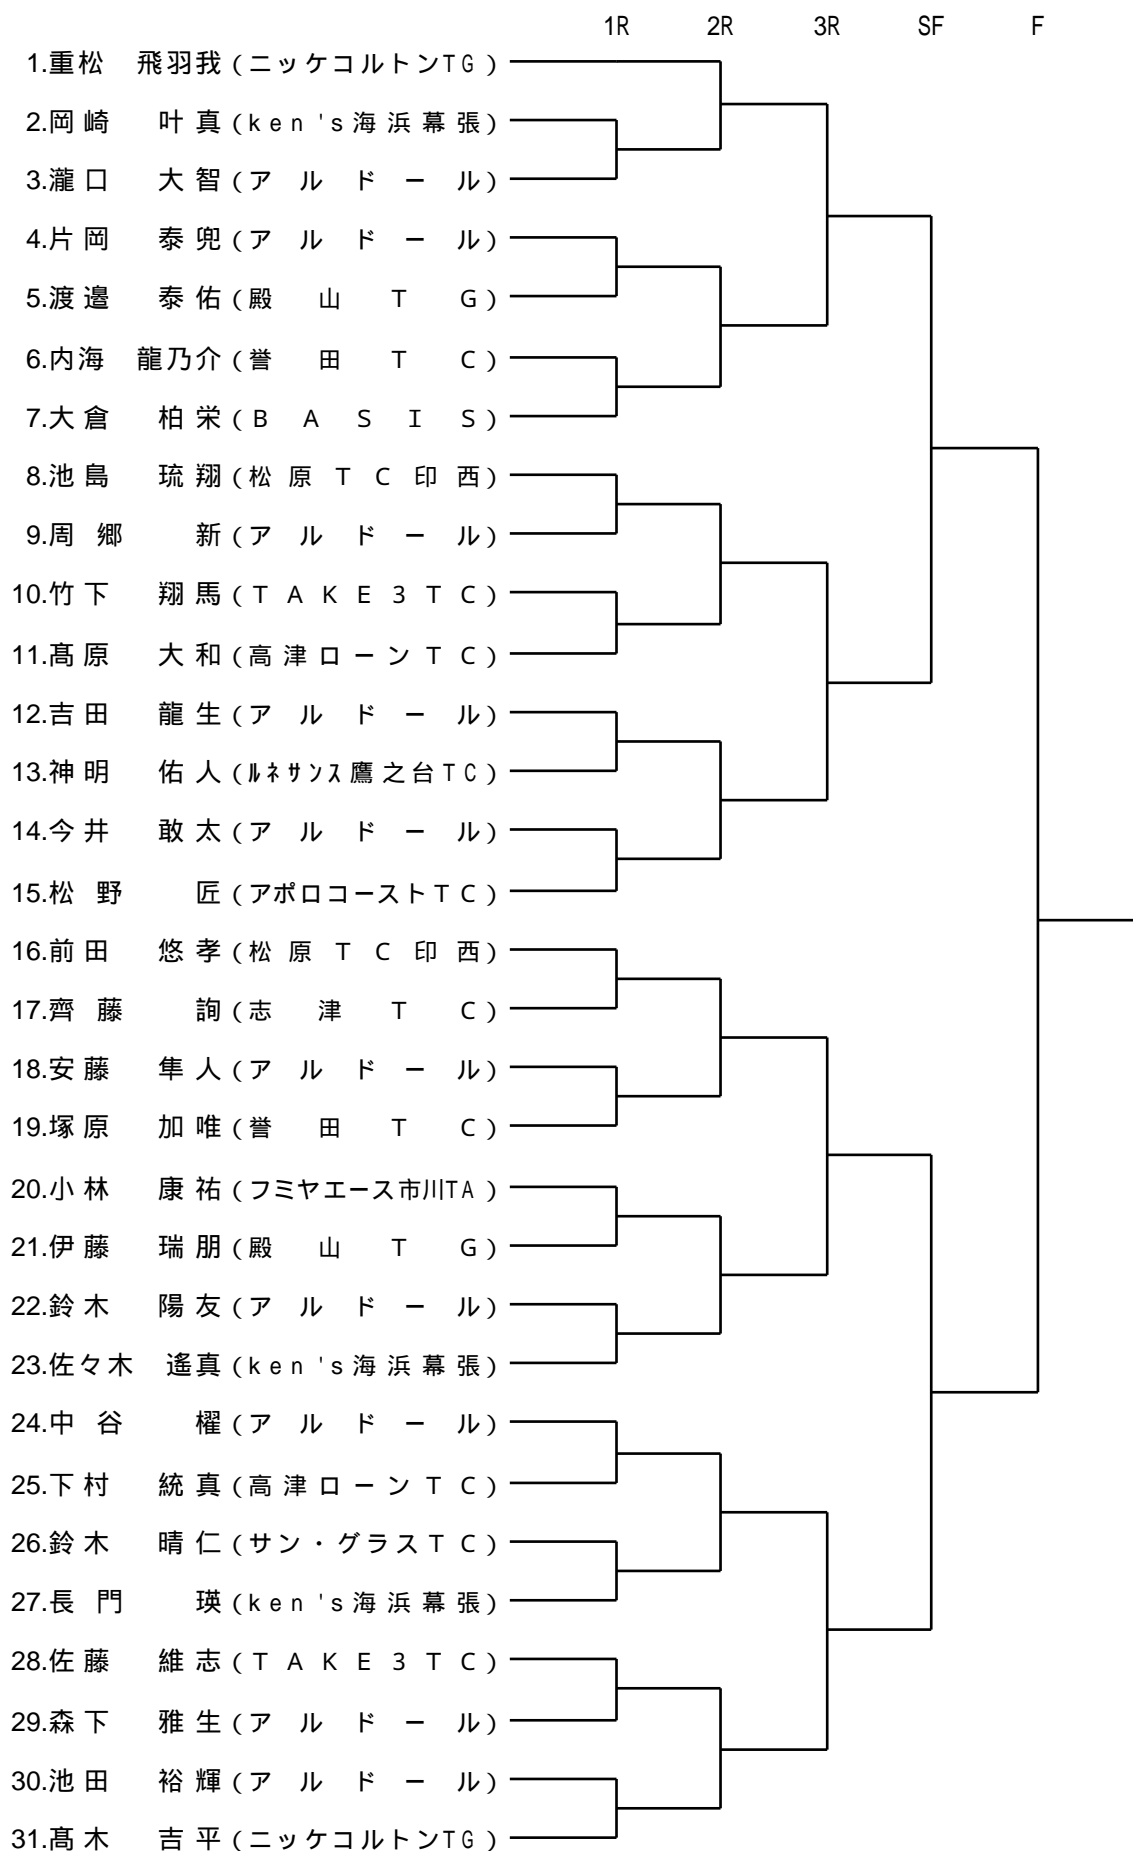 1R 2R 3R SF F
1.重松 飛羽我(ニッケコルトンTG)
2.岡崎 叶真(ken's海浜幕張)
3.瀧口 大智(アルドール)
4.片岡 泰兜(アルドール)
5.渡邉 泰佑(殿山TG)
6.内海 龍乃介(誉田TC)
7.大倉 柏栄(BASIS)
8.池島 琉翔(松原TC印西)
9.周郷 新(アルドール)
10.竹下 翔馬(TAKE3TC)
11.髙原 大和(高津ローンTC)
12.吉田 龍生(アルドール)
13.神明 佑人(ﾙﾈｻﾝｽ鷹之台TC)
14.今井 敢太(アルドール)
15.松野 匠(アポロコーストTC)
16.前田 悠孝(松原TC印西)
17.齊藤 詢(志津TC)
18.安藤 隼人(アルドール)
19.塚原 加唯(誉田TC)
20.小林 康祐(フミヤエース市川TA)
21.伊藤 瑞朋(殿山TG)
22.鈴木 陽友(アルドール)
23.佐々木 遙真(ken's海浜幕張)
24.中谷 櫂(アルドール)
25.下村 統真(高津ローンTC)
26.鈴木 晴仁(サン・グラスTC)
27.長門 瑛(ken's海浜幕張)
28.佐藤 維志(TAKE3TC)
29.森下 雅生(アルドール)
30.池田 裕輝(アルドール)
31.髙木 吉平(ニッケコルトンTG)